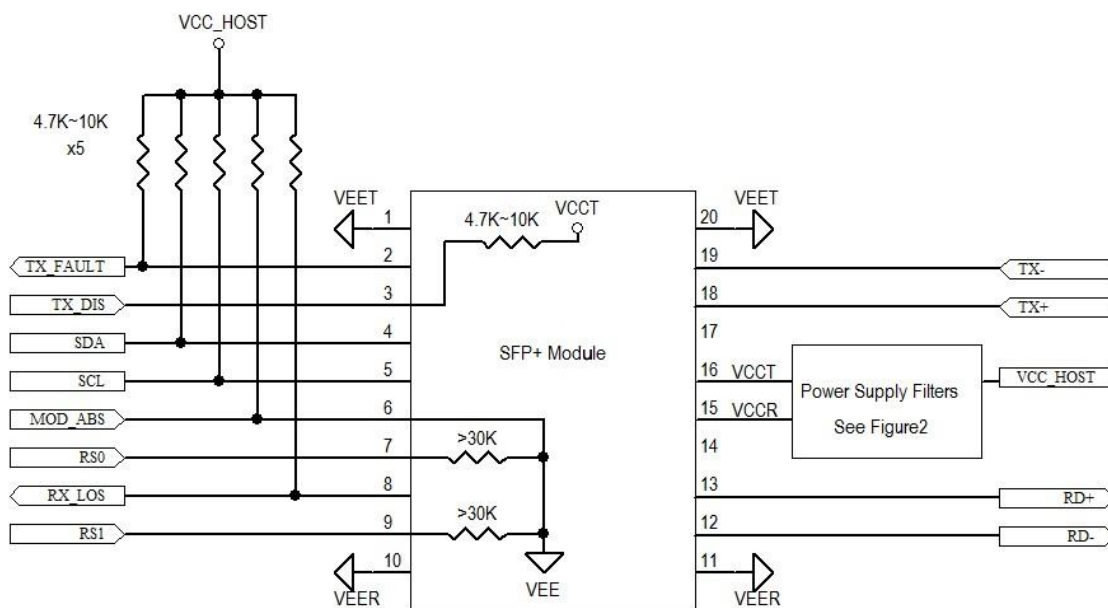 VCC_HOST
4.7K~10K
x5
VEET
1
4.7K~10K
VCCT
20
VEET
TX_FAULT
2
19
TX-
TX_DIS
3
18
TX+
SDA
4
17
SFP+ Module
SCL
5
16
VCCT
Power Supply Filters
See Figure2
VCC_HOST
MOD_ABS
6
15
VCCR
RS0
7
>30K
14
RX_LOS
8
13
RD+
RS1
9
>30K
12
RD-
10
VEER
VEE
11
VEER